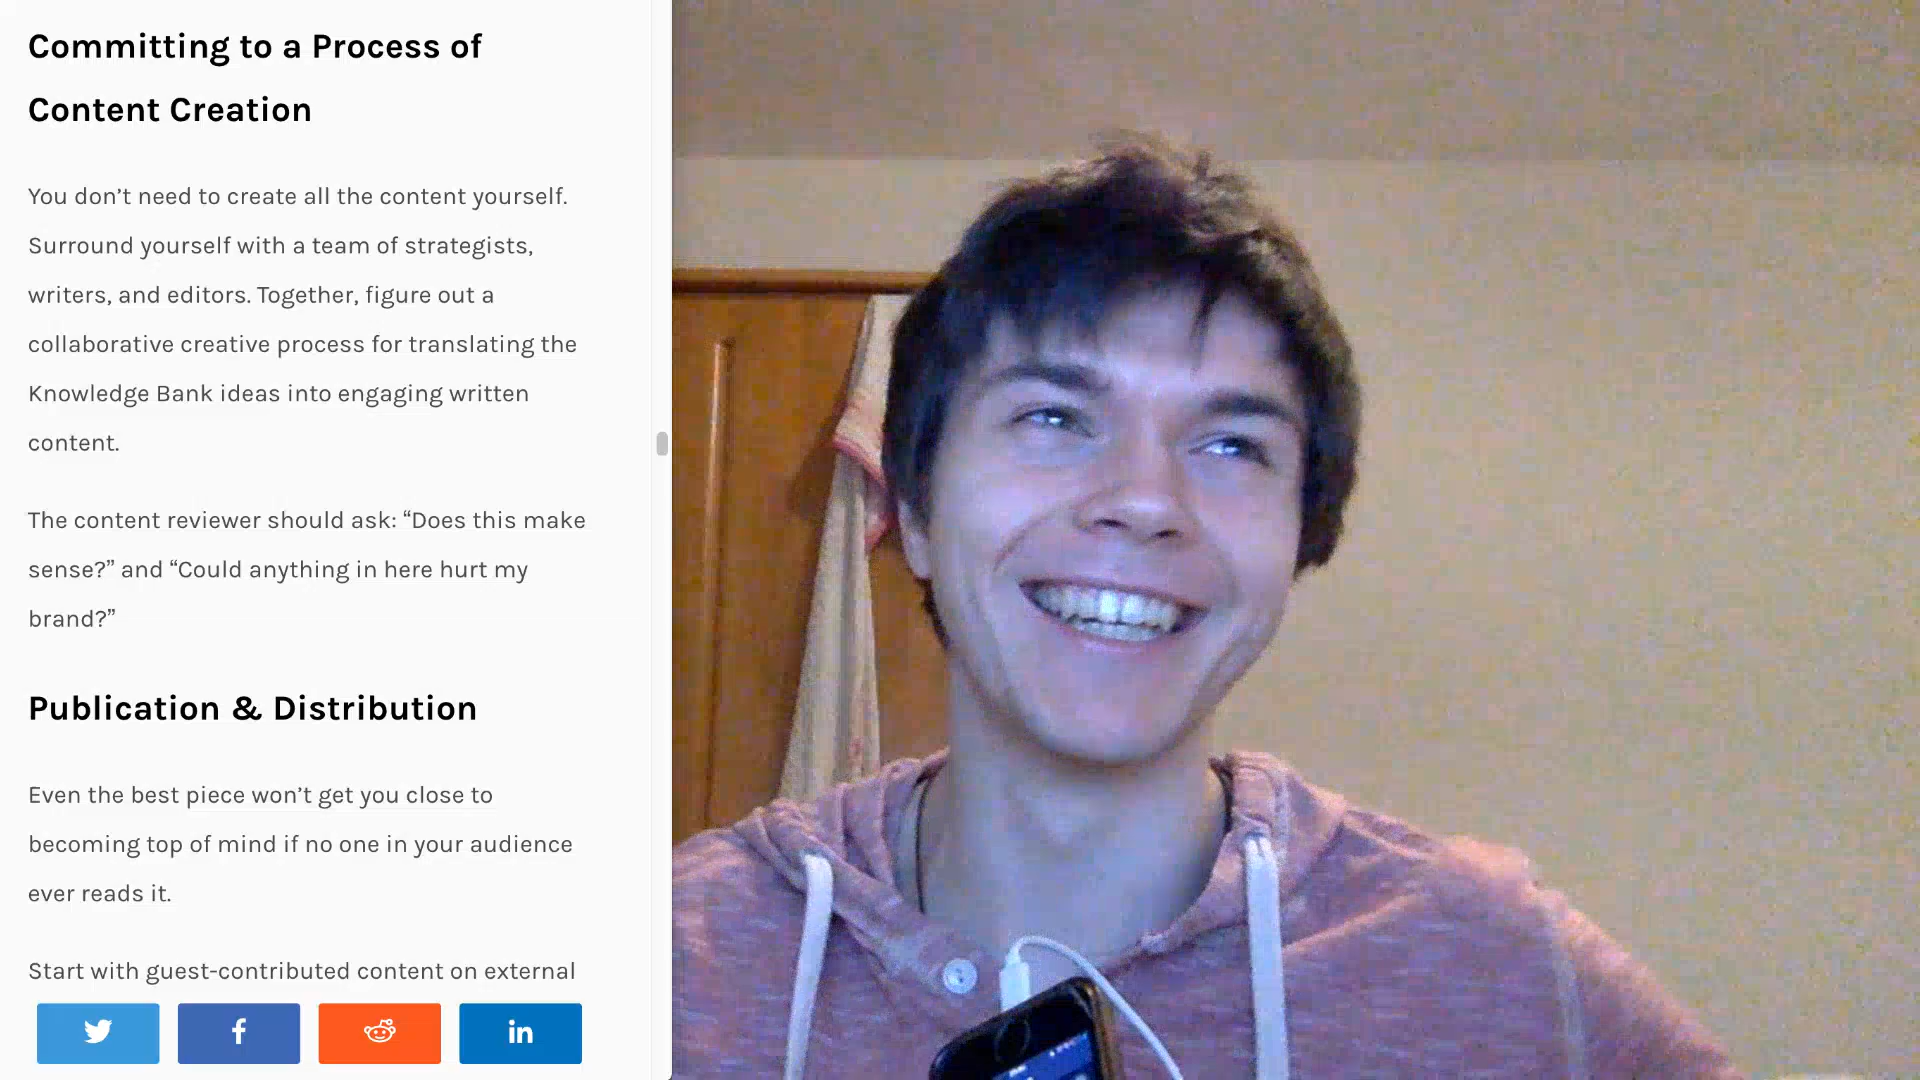 Committing to a Process of
Content Creation
You don’t need to create all the content yourself.
Surround yourself with a team of strategists,
writers, and editors. Together, figure out a
collaborative creative process for translating the
Knowledge Bank ideas into engaging written
content.
The content reviewer should ask: “Does this make
sense?” and “Could anything in here hurt my
brand?”
Publication & Distribution
Even the best piece won’t get you close to
becoming top of mind if no one in your audience
ever reads it.
Start with guest-contributed content on external